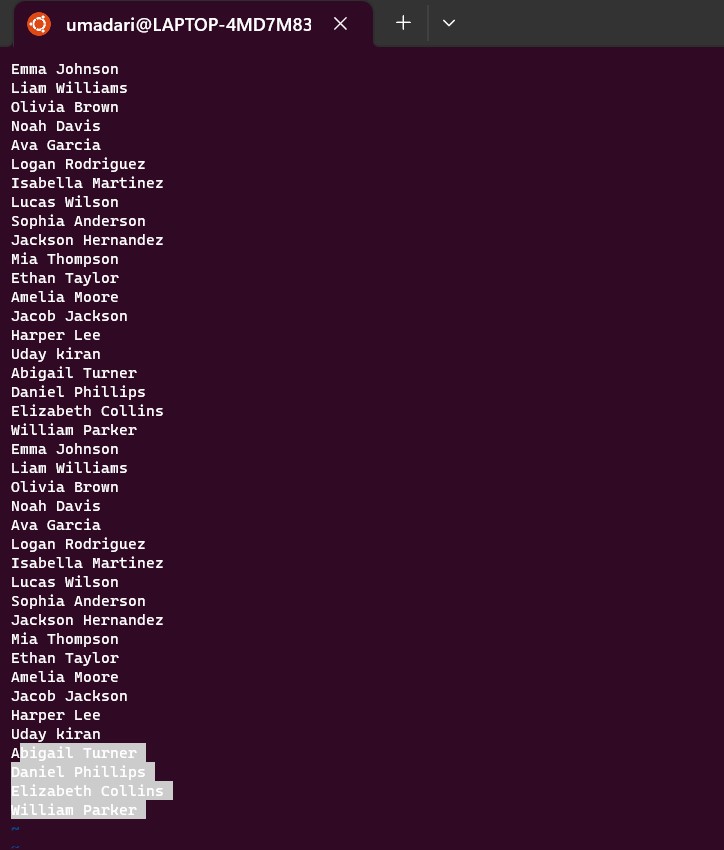 umadari@LAPTOP-4MD7M83
Emma Johnson
Liam Williams
Olivia Brown
Noah Davis
Ava Garcia
Logan Rodriguez
Isabella Martinez
Lucas Wilson
Sophia Anderson
Jackson Hernandez
Mia Thompson
Ethan Taylor
Amelia Moore
Jacob Jackson
Harper Lee
Uday kiran
Abigail Turner
Daniel Phillips
Elizabeth Collins
William Parker
Emma Johnson
Liam Williams
Olivia Brown
Noah Davis
Ava Garcia
Logan Rodriguez
Isabella Martinez
Lucas Wilson
Sophia Anderson
Jackson Hernandez
Mia Thompson
Ethan Taylor
Amelia Moore
Jacob Jackson
Harper Lee
Uday kiran
Abigail Turner
Daniel Phillips
Elizabeth Collins
William Parker
~
~